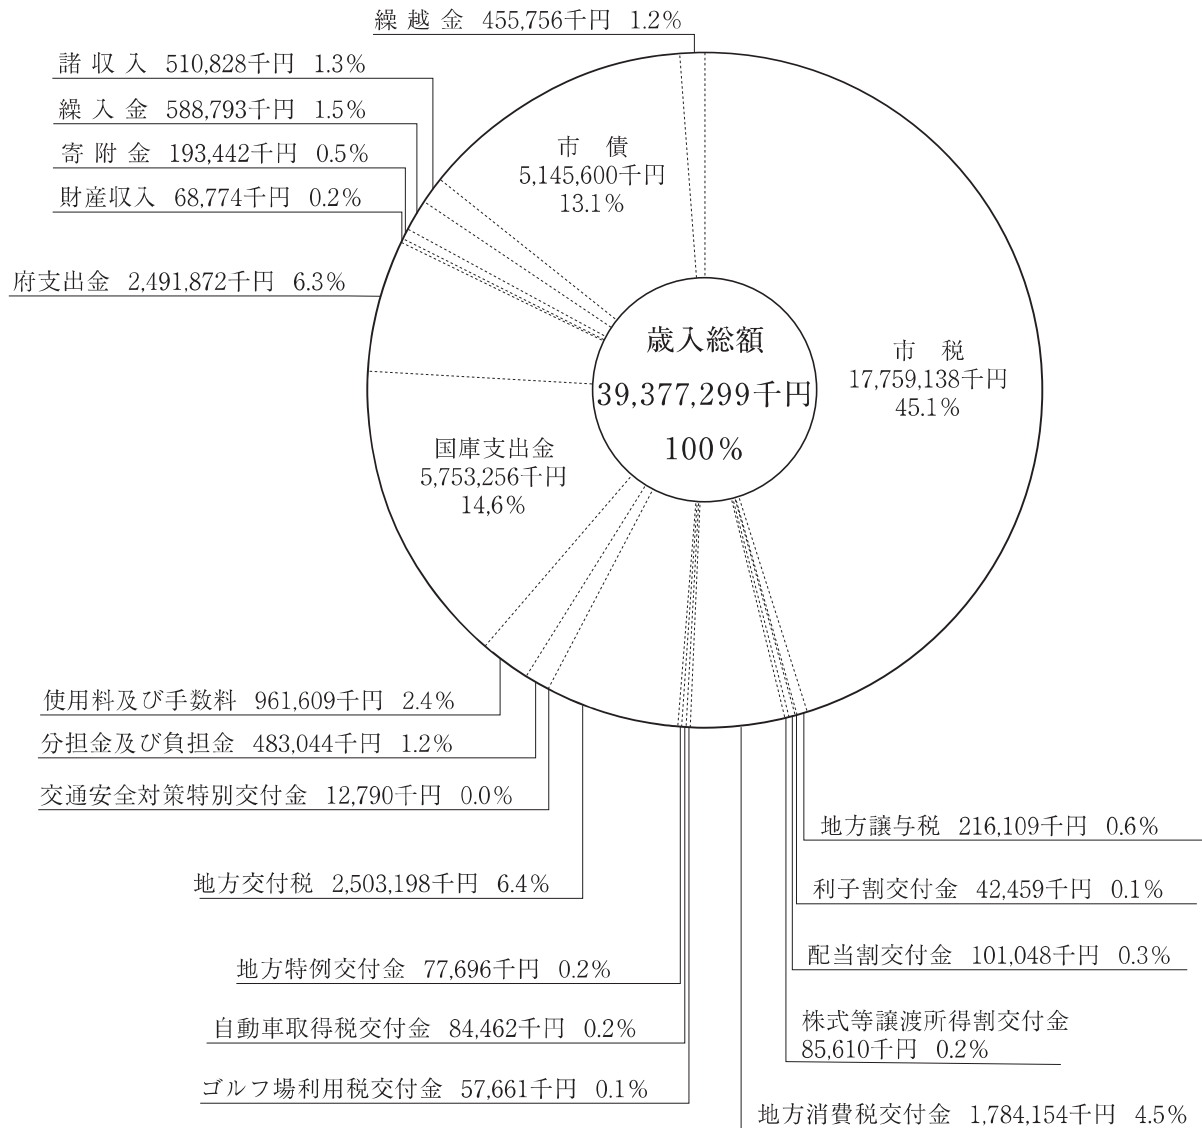 繰越金 455,756千円 1.2%
諸収入 510,828千円 1.3%
繰入金 588,793千円 1.5%
寄附金 193,442千円 0.5%
財産収入 68,774千円 0.2%
府支出金 2,491,872千円 6.3%
市債
5,145,600千円
13.1%
歳入総額
39,377,299千円
100%
市税
17,759,138千円
45.1%
国庫支出金
5,753,256千円
14,6%
使用料及び手数料 961,609千円 2.4%
分担金及び負担金 483,044千円 1.2%
交通安全対策特別交付金 12,790千円 0.0%
地方交付税 2,503,198千円 6.4%
地方特例交付金 77,696千円 0.2%
自動車取得税交付金 84,462千円 0.2%
ゴルフ場利用税交付金 57,661千円 0.1%
地方譲与税 216,109千円 0.6%
利子割交付金 42,459千円 0.1%
配当割交付金 101,048千円 0.3%
株式等譲渡所得割交付金
85,610千円 0.2%
地方消費税交付金 1,784,154千円 4.5%